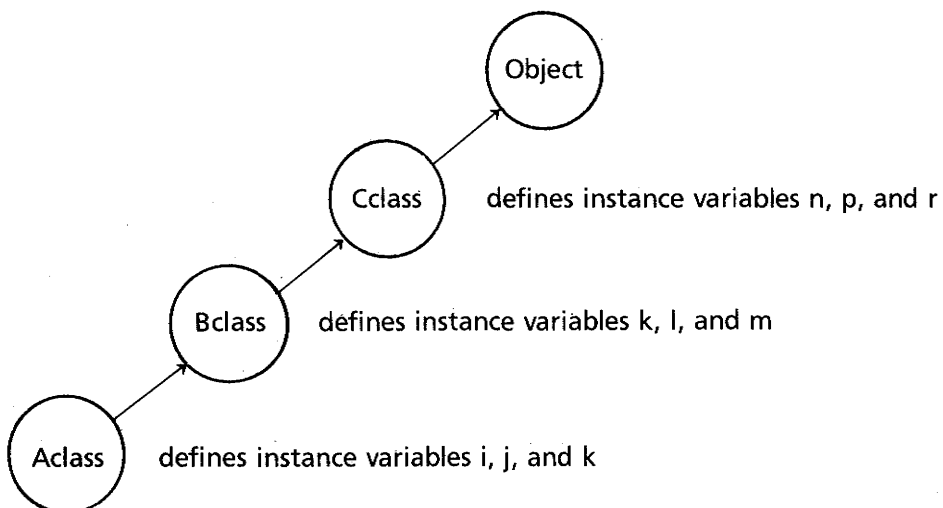 Object
Cclass defines instance variables n, p, and r
Bclass defines instance variables k, l, and m
Aclass defines instance variables i, j, and k